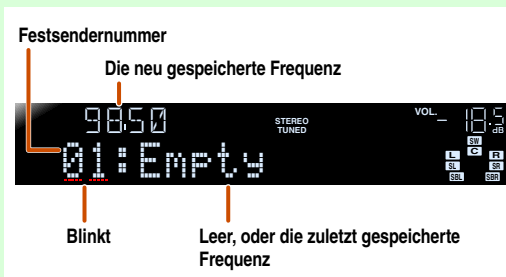 Festsendernummer
Die neu gespeicherte Frequenz
98.50
STEREO
TUNED
VOL. _ 18.5
dB
01:Empty
SW
L C R
SL SR
SBL SBR
Blinkt
Leer, oder die zuletzt gespeicherte
Frequenz